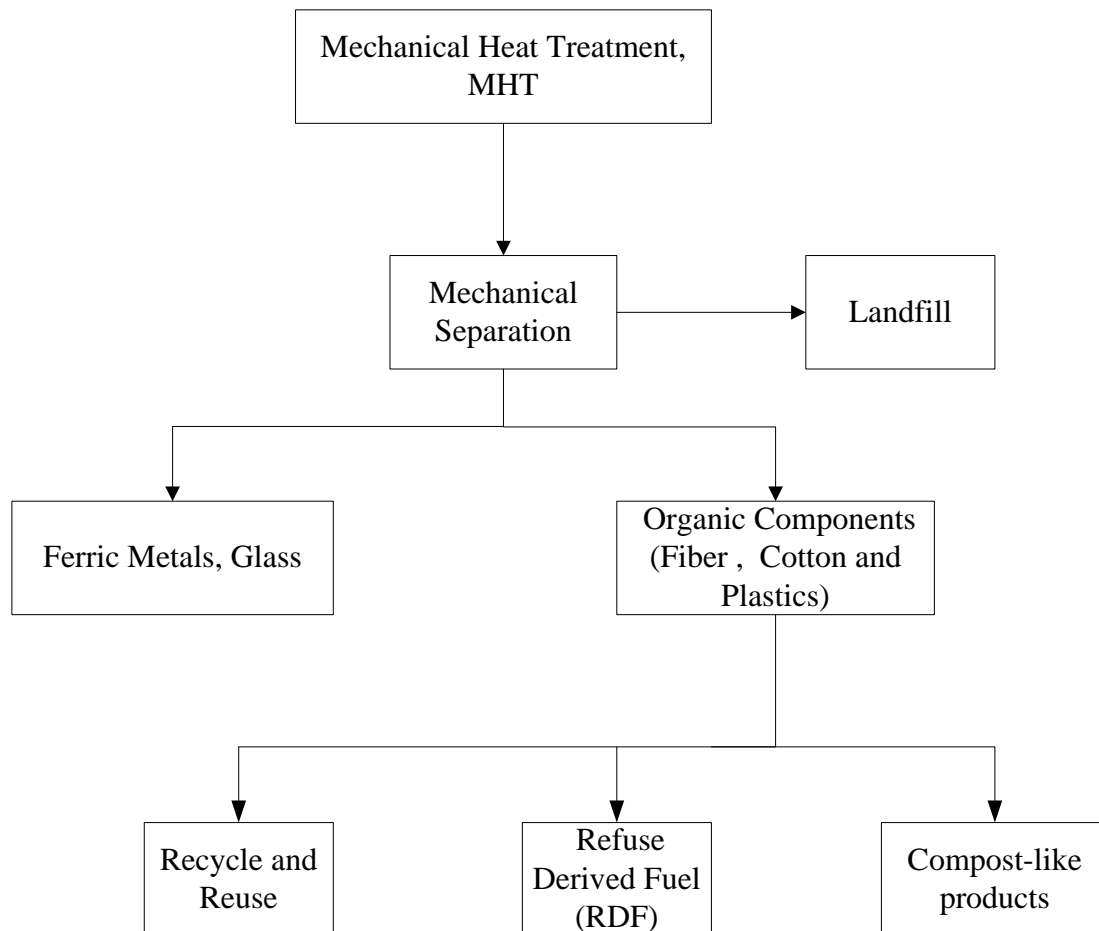 Mechanical Heat Treatment,
MHT
Mechanical
Separation
Landfill
Ferric Metals, Glass
Organic Components
(Fiber ,  Cotton and
Plastics)
Recycle and
Reuse
Refuse
Derived Fuel
(RDF)
Compost-like
products